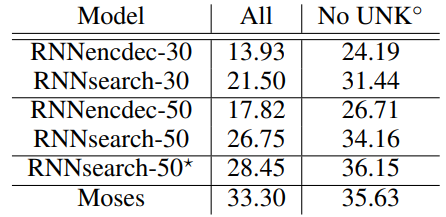 Model All No UNK°
RNNencdec-30 13.93 24.19
RNNsearch-30 21.50 31.44
RNNencdec-50 17.82 26.71
RNNsearch-50 26.75 34.16
RNNsearch-50* 28.45 36.15
Moses 33.30 35.63